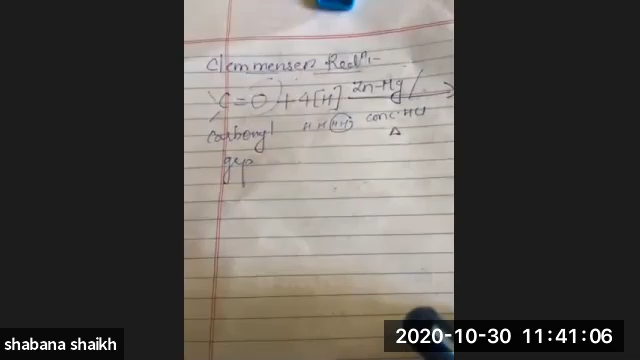 Clemmensen Redⁿ:-
C=O + 4[H] Zn-Hg/
H H H H conc. HCl
carbonyl Δ
grp
shabana shaikh
2020-10-30 11:41:06